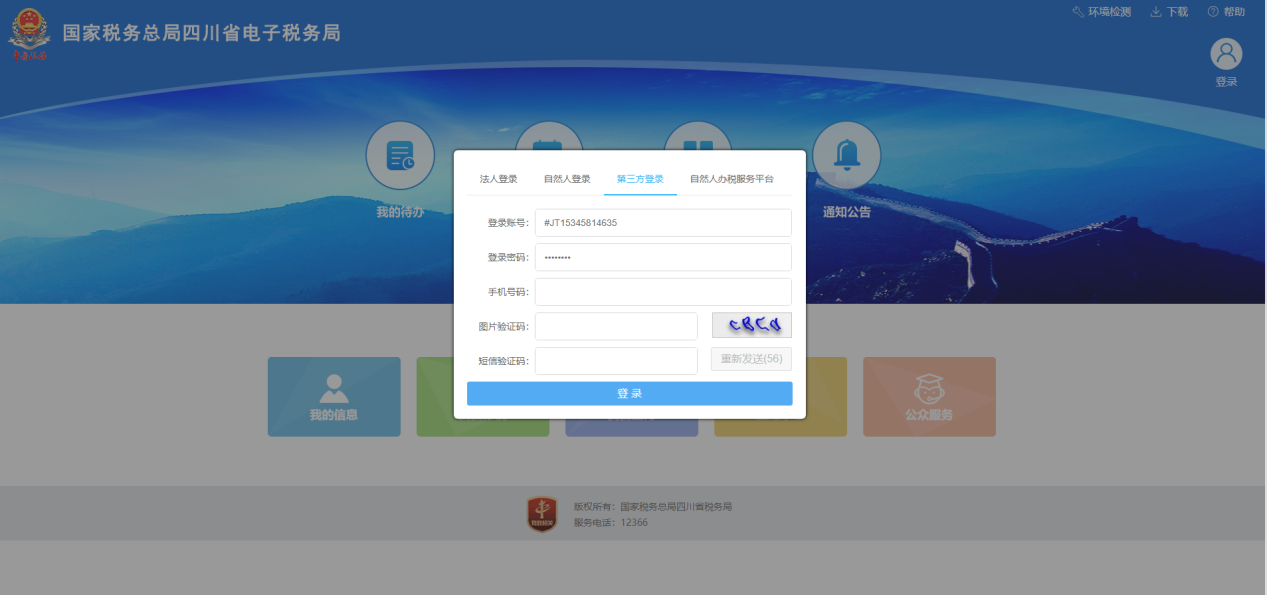 环境检测 下载 帮助
国家税务总局四川省电子税务局
登录
我的待办
通知公告
法人登录 自然人登录 第三方登录 自然人办税服务平台
登录账号： #JT15345814635
登录密码： ••••••••
手机号码：
图片验证码：
短信验证码： 重新发送(56)
登录
我的信息
公众服务
版权所有：国家税务总局四川省税务局
服务电话：12366